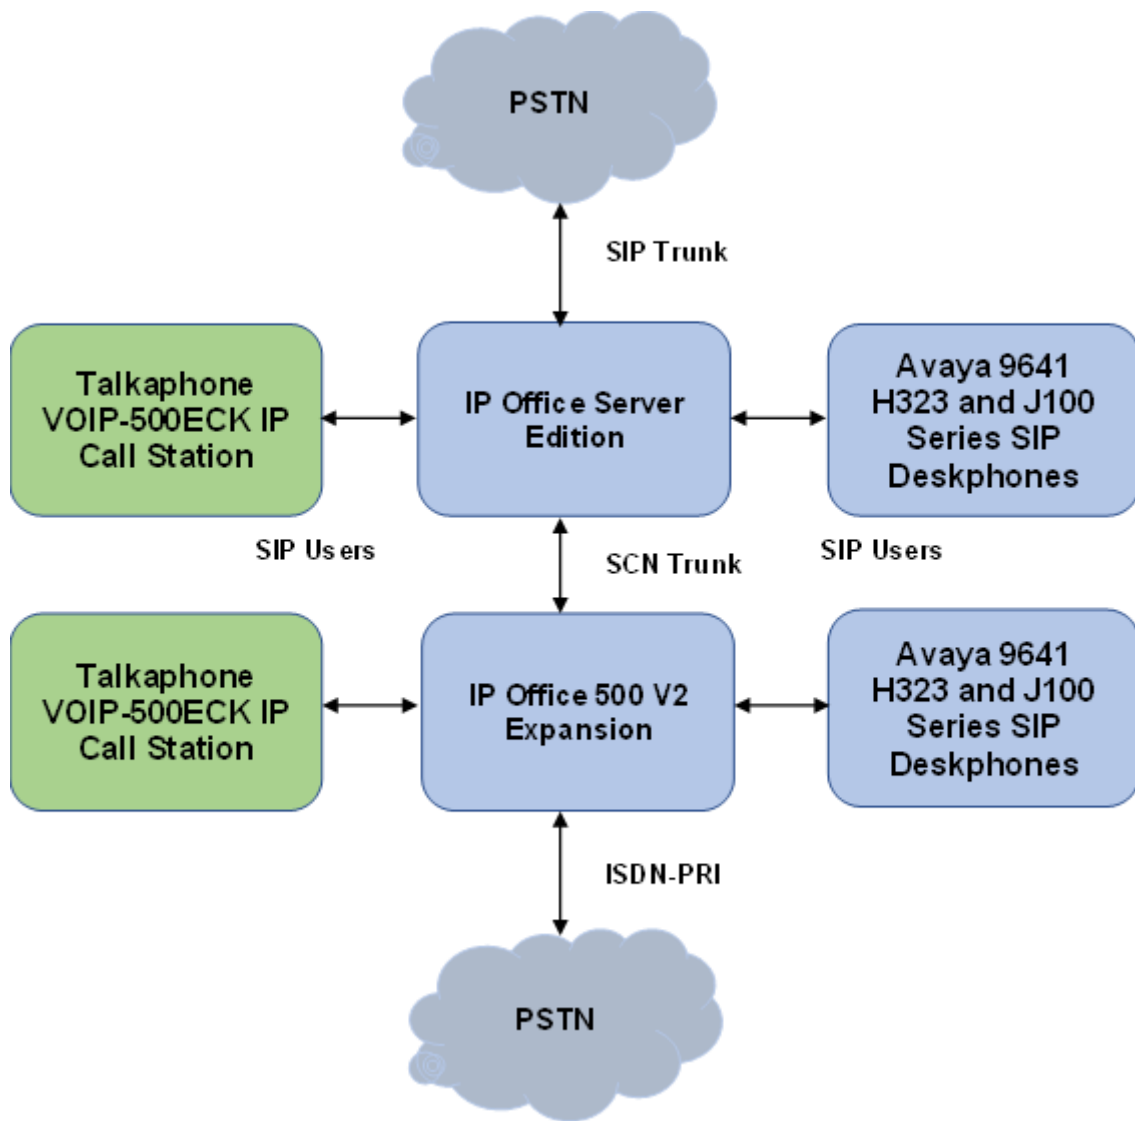 PSTN
SIP Trunk
Talkaphone
VOIP-500ECK IP
Call Station
IP Office Server
Edition
Avaya 9641
H323 and J100
Series SIP
Deskphones
SIP Users
SCN Trunk
SIP Users
Talkaphone
VOIP-500ECK IP
Call Station
IP Office 500 V2
Expansion
Avaya 9641
H323 and J100
Series SIP
Deskphones
ISDN-PRI
PSTN